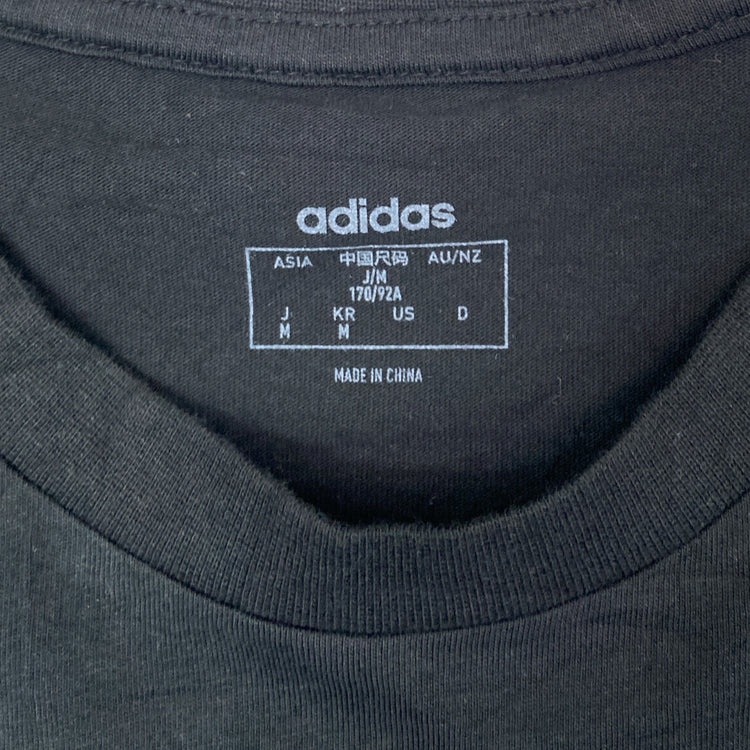 adidas
ASIA 中国尺码 AU/NZ
J/M
170/92A
J KR US D
M M
MADE IN CHINA